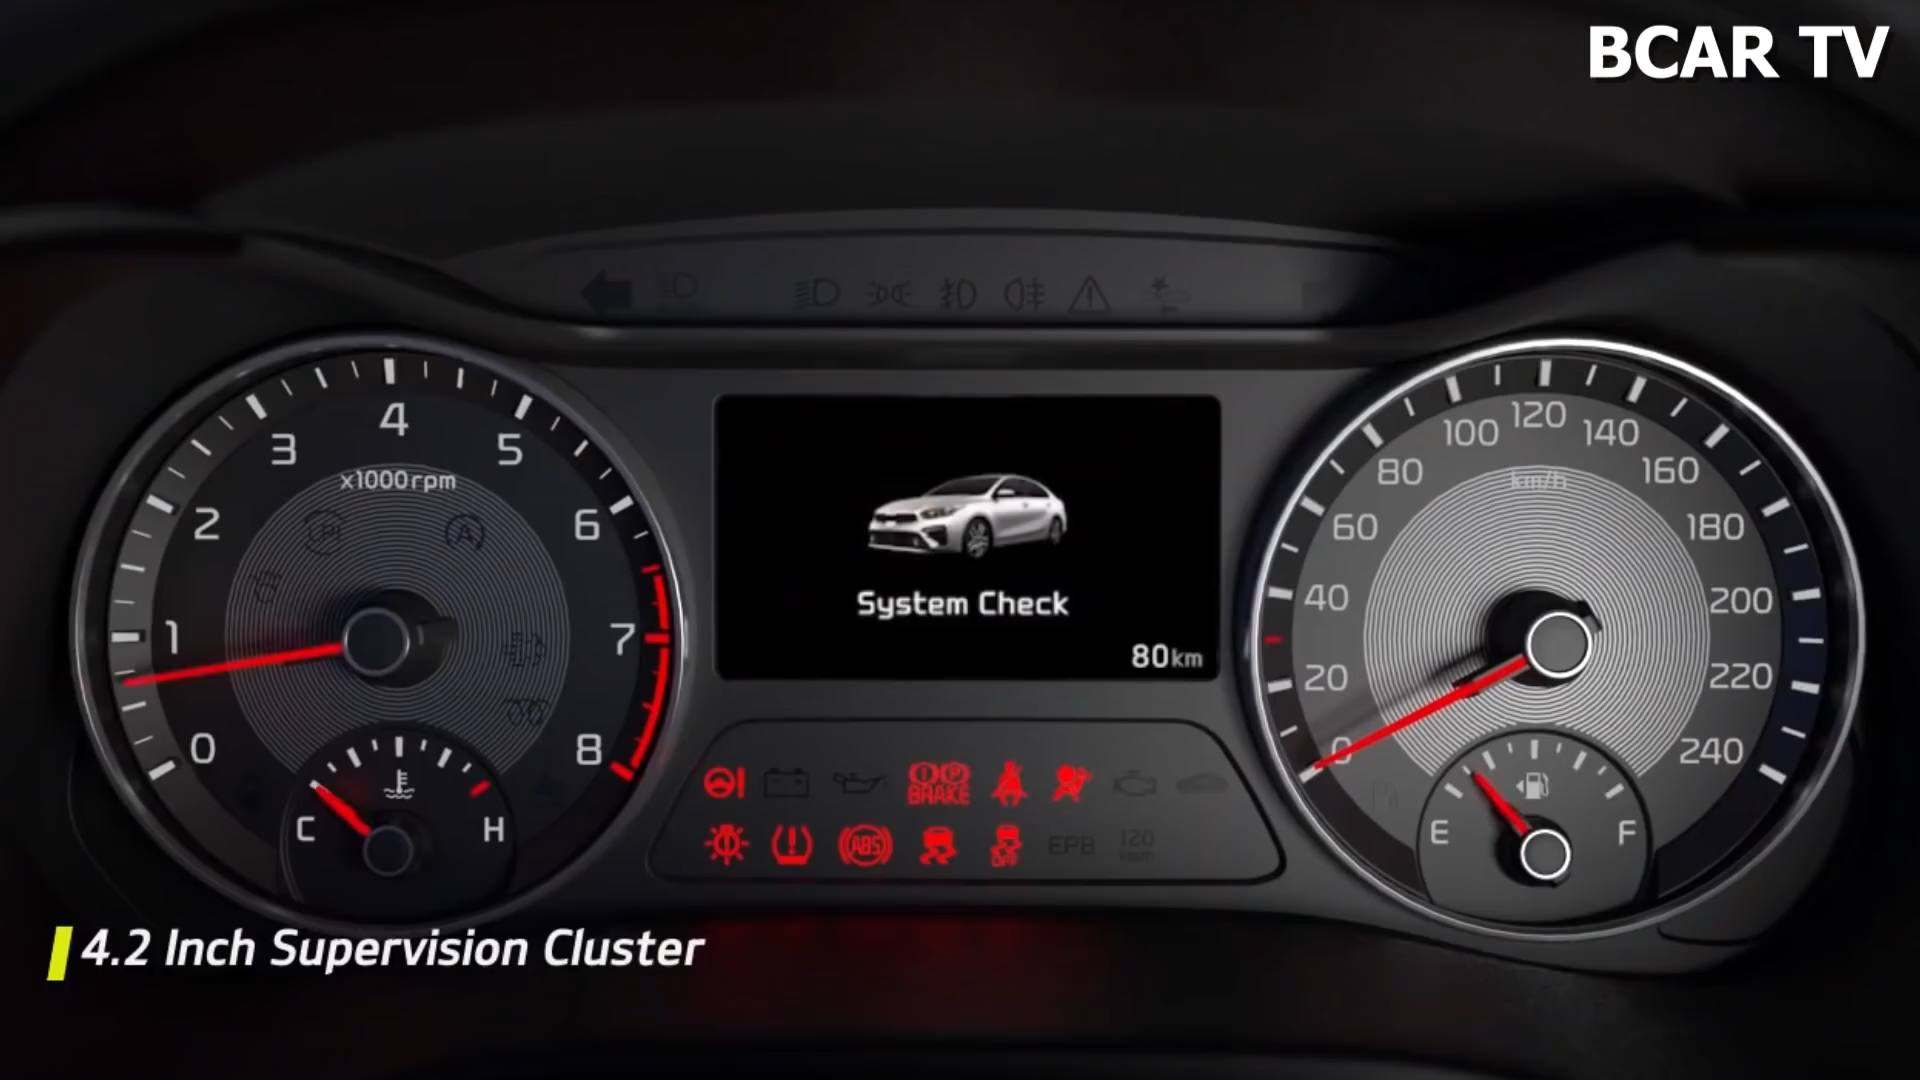 BCAR TV
4
3
5
x1000rpm
2
6
1
7
0
8
C
H
System Check
80km
120
100
140
80
160
km/h
60
180
40
200
20
220
0
240
E
F
BRAKE
ABS
OFF
EPB
120
4.2 Inch Supervision Cluster